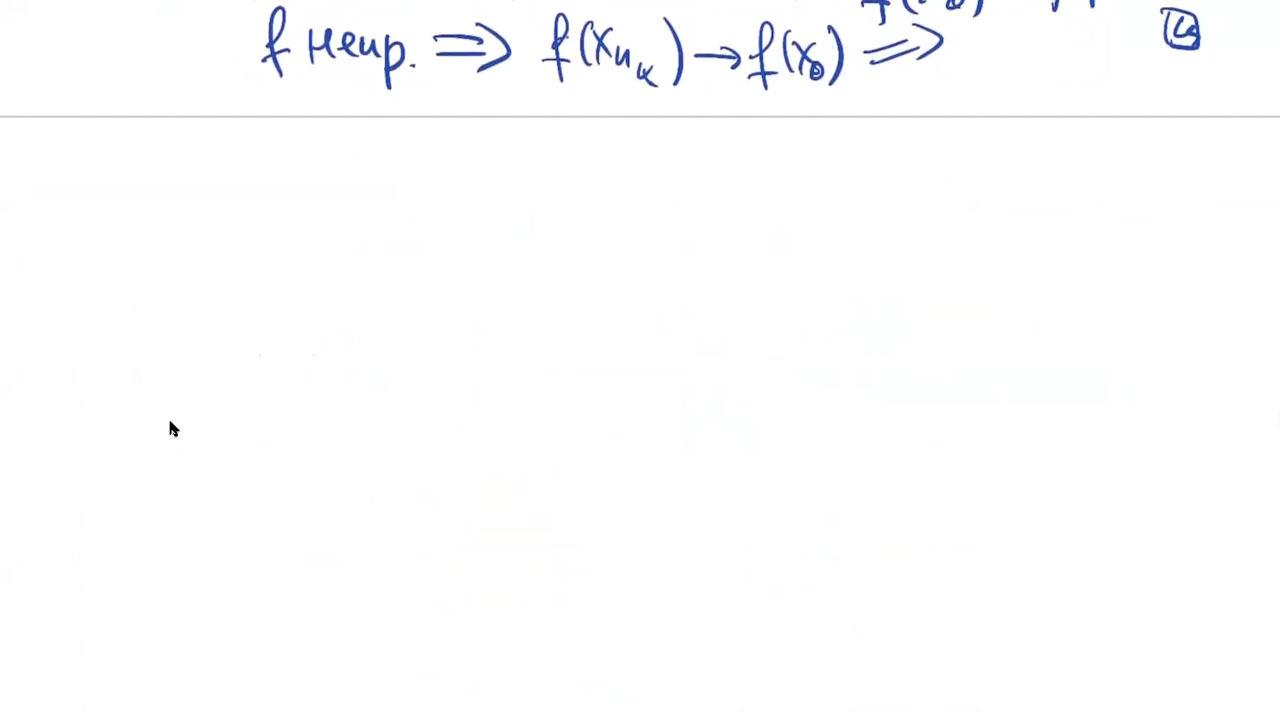 f непр. ⟹ f(x_{n_k}) → f(x_0) ⟹